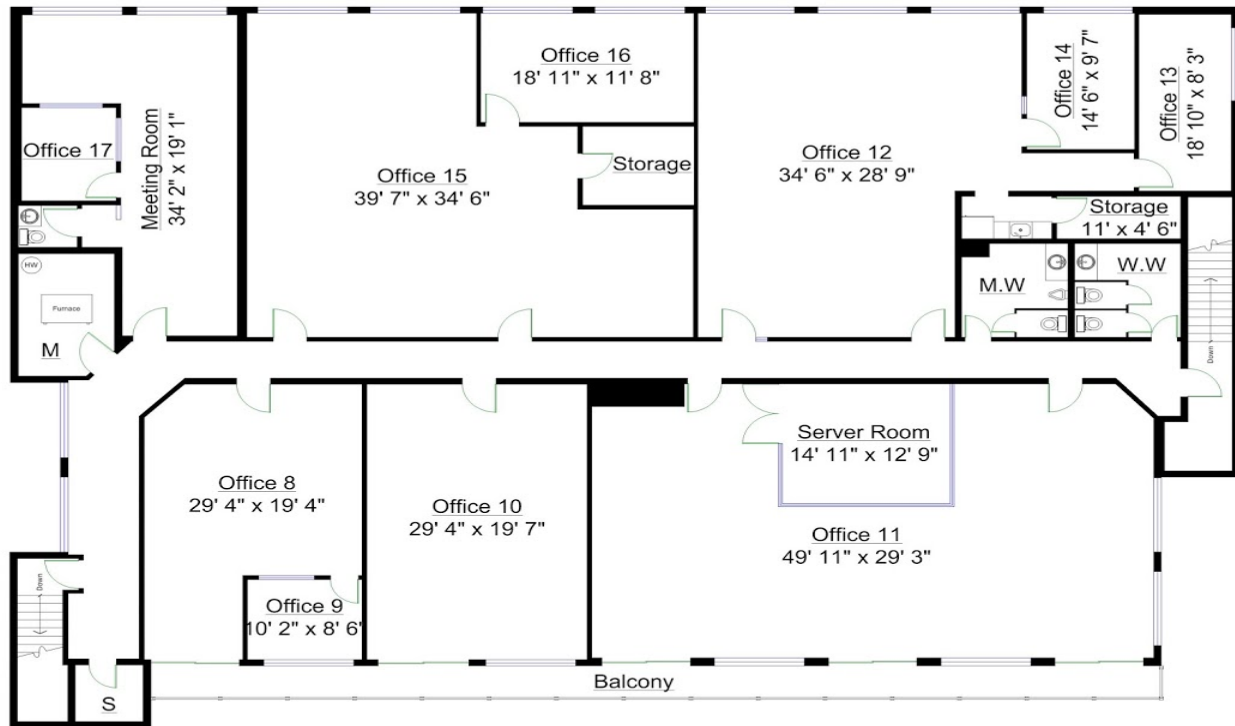 Office 16
18' 11" x 11' 8"
Office 14
14' 6" x 9' 7"
Office 13
18' 10" x 8' 3"
Office 17
Meeting Room
34' 2" x 19' 1"
Office 15
39' 7" x 34' 6"
Storage
Office 12
34' 6" x 28' 9"
Storage
11' x 4' 6"
HW
Furnace
M
M.W
W.W
Down
Server Room
14' 11" x 12' 9"
Office 8
29' 4" x 19' 4"
Office 10
29' 4" x 19' 7"
Office 11
49' 11" x 29' 3"
Down
Office 9
10' 2" x 8' 6"
Balcony
S